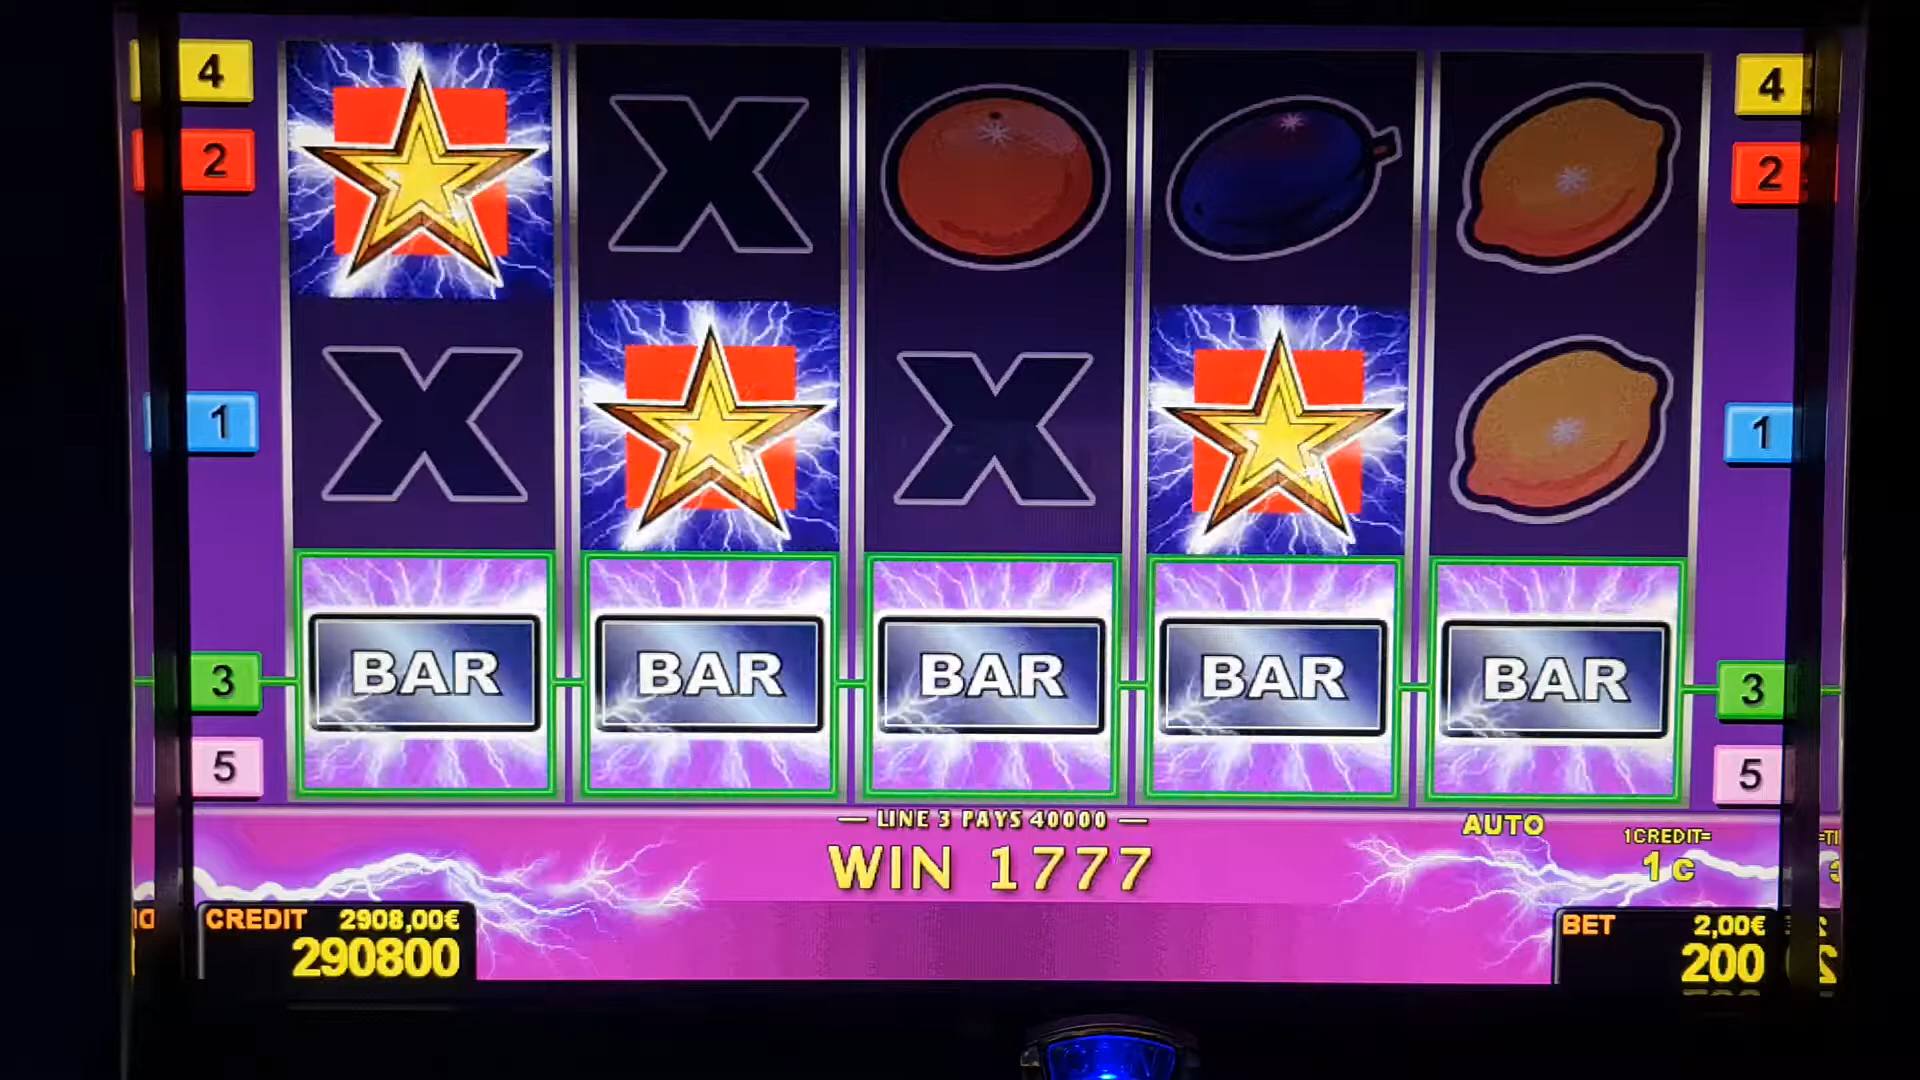 4
4
2
2
X
X
X
1
1
BAR BAR BAR BAR BAR
3
3
5
5
LINE 3 PAYS 40000
AUTO
1CREDIT=
1C
WIN 1777
CREDIT 2908,00€
290800
BET 2,00€
200